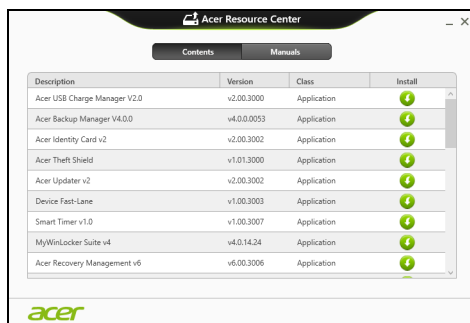 Acer Resource Center
Contents Manuals
Description Version Class Install
Acer USB Charge Manager V2.0 v2.00.3000 Application
Acer Backup Manager V4.0.0 v4.0.0.0053 Application
Acer Identity Card v2 v2.00.3002 Application
Acer Theft Shield v1.01.3000 Application
Acer Updater v2 v2.00.3002 Application
Device Fast-Lane v1.00.3003 Application
Smart Timer v1.0 v1.00.3007 Application
MyWinLocker Suite v4 v4.0.14.24 Application
Acer Recovery Management v6 v6.00.3006 Application
acer